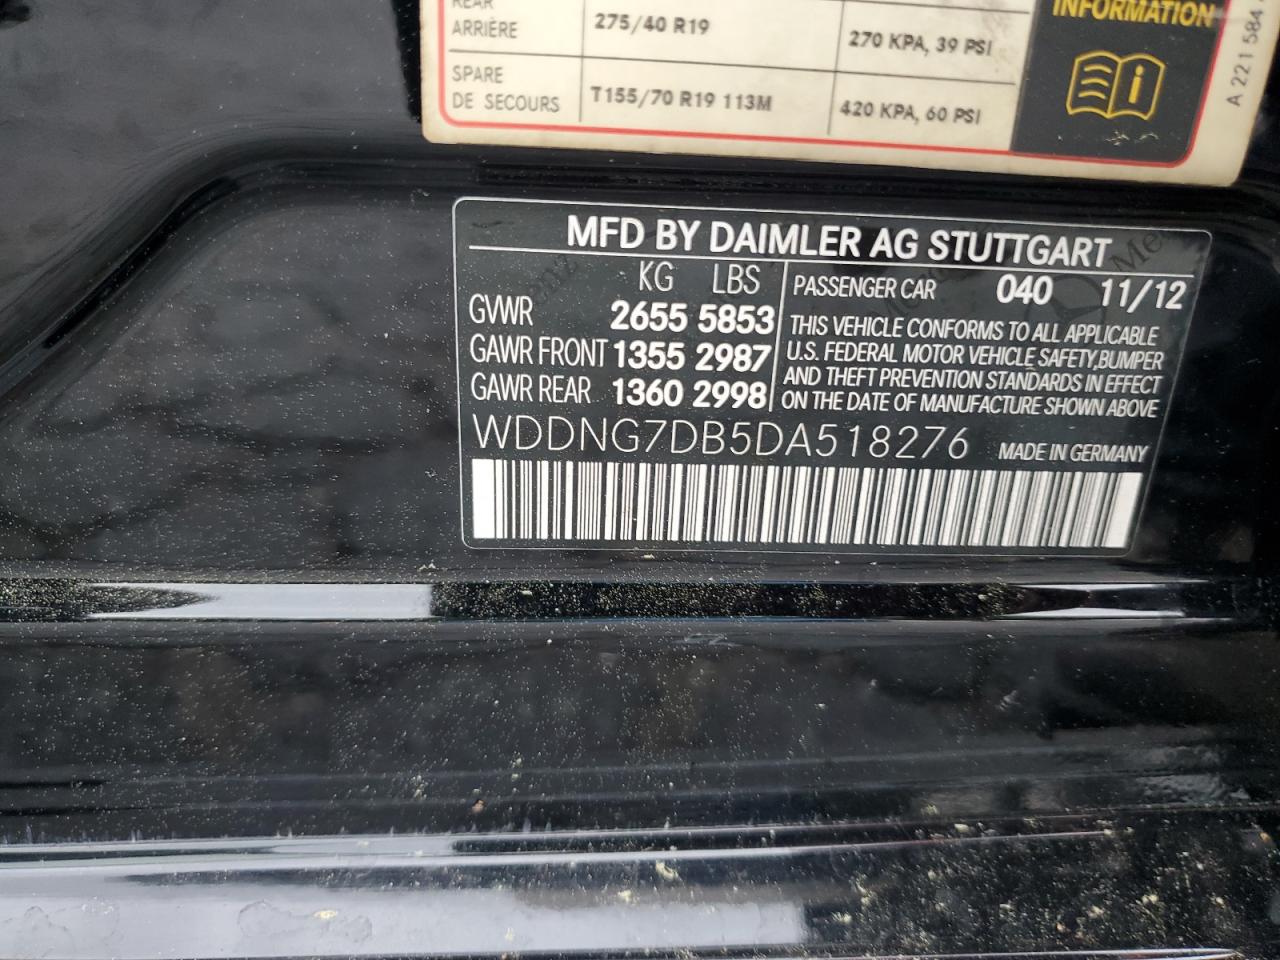 REAR
ARRIÈRE
275/40 R19
270 KPA, 39 PSI
SPARE
DE SECOURS
T155/70 R19 113M
420 KPA, 60 PSI
INFORMATION
A 221 584
MFD BY DAIMLER AG STUTTGART
KG LBS
GVWR 2655 5853
GAWR FRONT 1355 2987
GAWR REAR 1360 2998
PASSENGER CAR 040 11/12
THIS VEHICLE CONFORMS TO ALL APPLICABLE
U.S. FEDERAL MOTOR VEHICLE SAFETY,BUMPER
AND THEFT PREVENTION STANDARDS IN EFFECT
ON THE DATE OF MANUFACTURE SHOWN ABOVE
WDDNG7DB5DA518276 MADE IN GERMANY